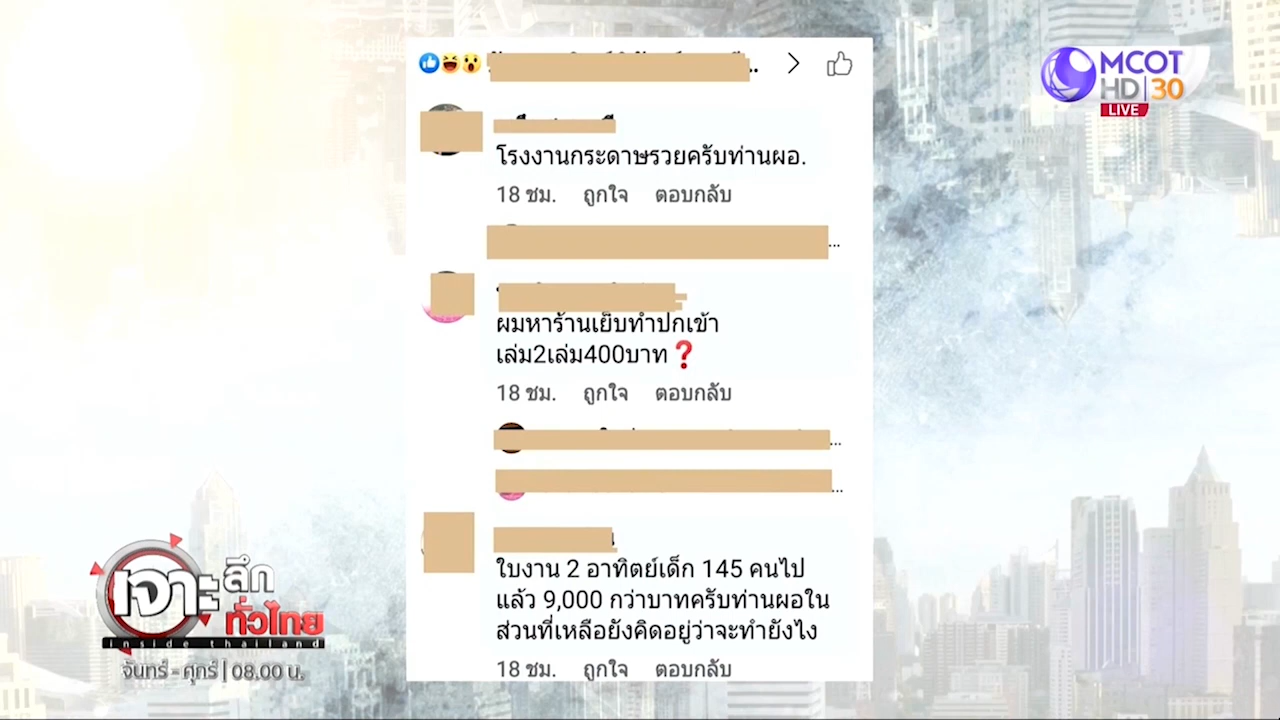 MCOT
HD 30
LIVE
โรงงานกระดาษรวยครับท่านผอ.
18 ชม. ถูกใจ ตอบกลับ
...
ผมหาร้านเย็บทำปกเข้า
เล่ม2เล่ม400บาท❓
18 ชม. ถูกใจ ตอบกลับ
...
...
ใบงาน 2 อาทิตย์เด็ก 145 คนไป
แล้ว 9,000 กว่าบาทครับท่านผอใน
ส่วนที่เหลือยังคิดอยู่ว่าจะทำยังไง
18 ชม. ถูกใจ ตอบกลับ
เจาะลึก
ทั่วไทย
inside thailand
จันทร์ - ศุกร์ | 08.00 น.